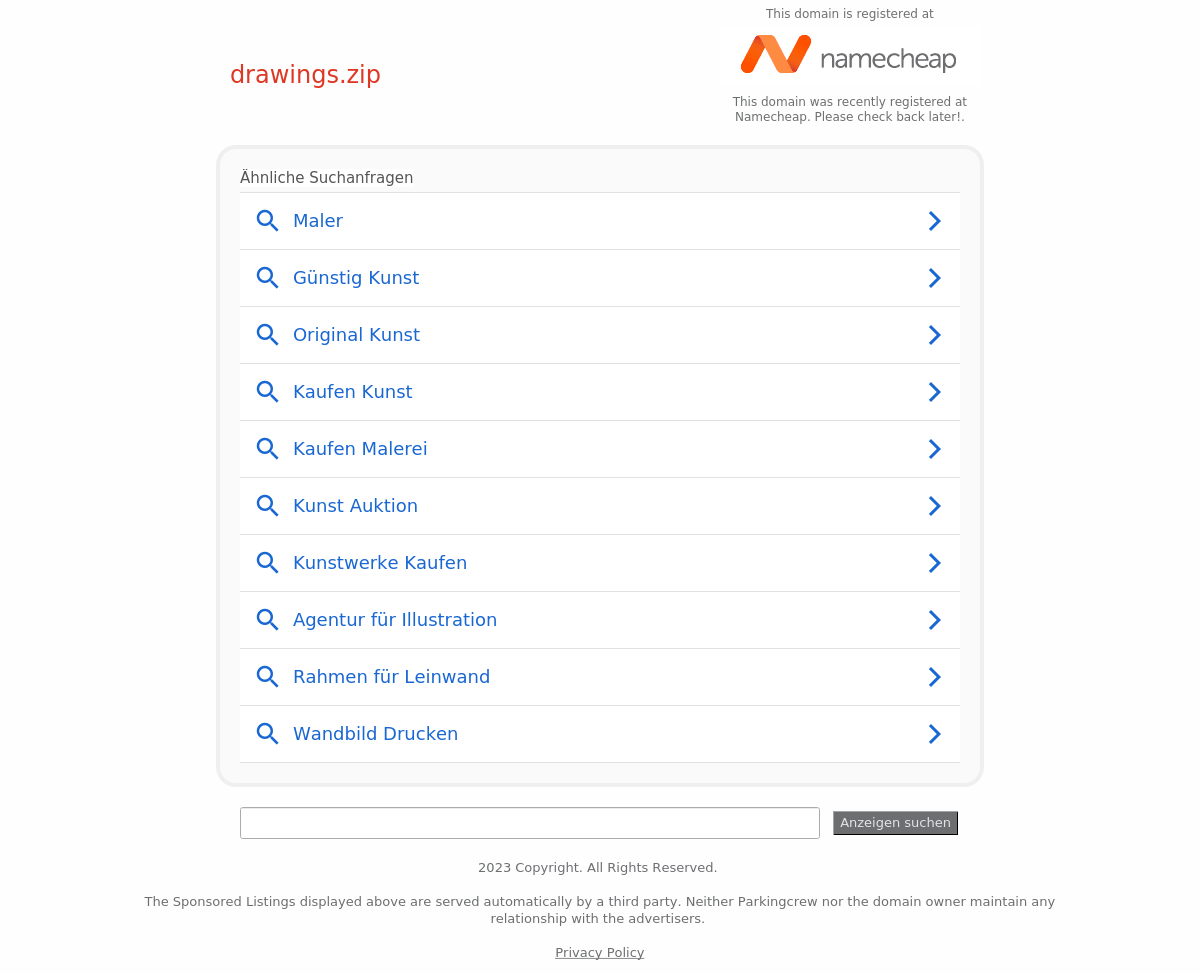 This domain is registered at
namecheap
drawings.zip
This domain was recently registered at
Namecheap. Please check back later!.
Ähnliche Suchanfragen
Maler
Günstig Kunst
Original Kunst
Kaufen Kunst
Kaufen Malerei
Kunst Auktion
Kunstwerke Kaufen
Agentur für Illustration
Rahmen für Leinwand
Wandbild Drucken
Anzeigen suchen
2023 Copyright. All Rights Reserved.
The Sponsored Listings displayed above are served automatically by a third party. Neither Parkingcrew nor the domain owner maintain any
relationship with the advertisers.
Privacy Policy